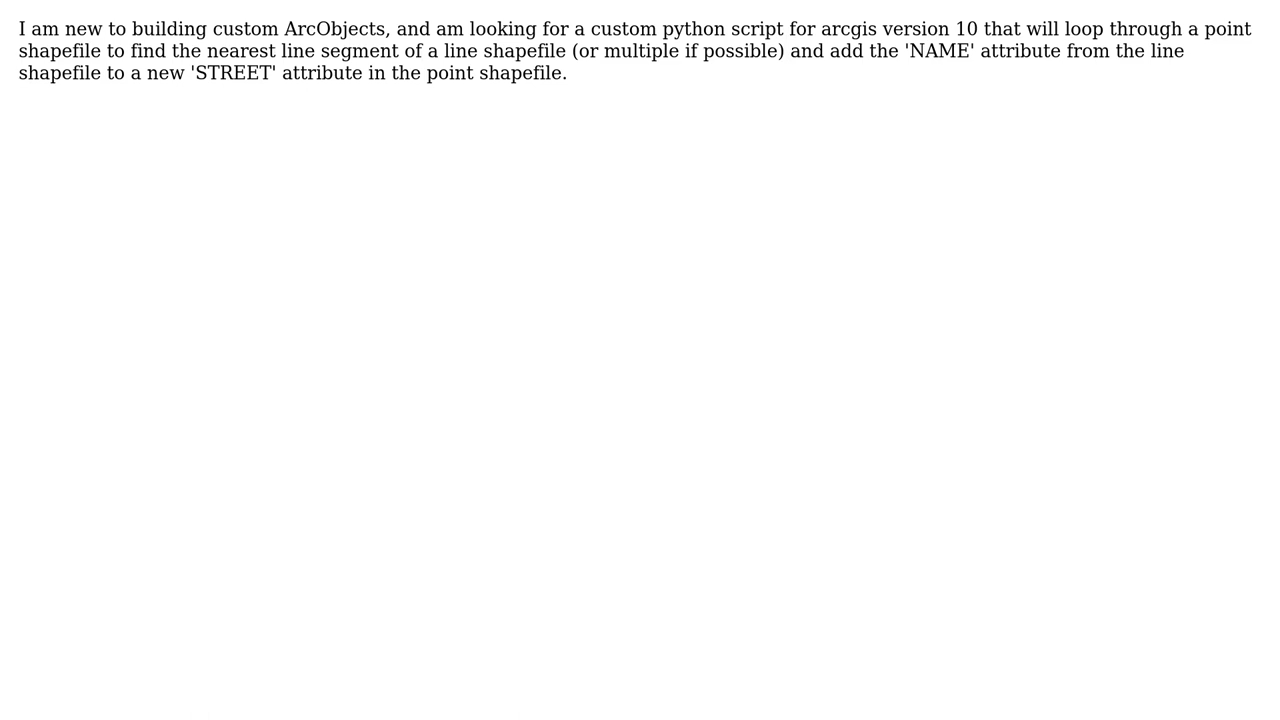 I am new to building custom ArcObjects, and am looking for a custom python script for arcgis version 10 that will loop through a point
shapefile to find the nearest line segment of a line shapefile (or multiple if possible) and add the 'NAME' attribute from the line
shapefile to a new 'STREET' attribute in the point shapefile.